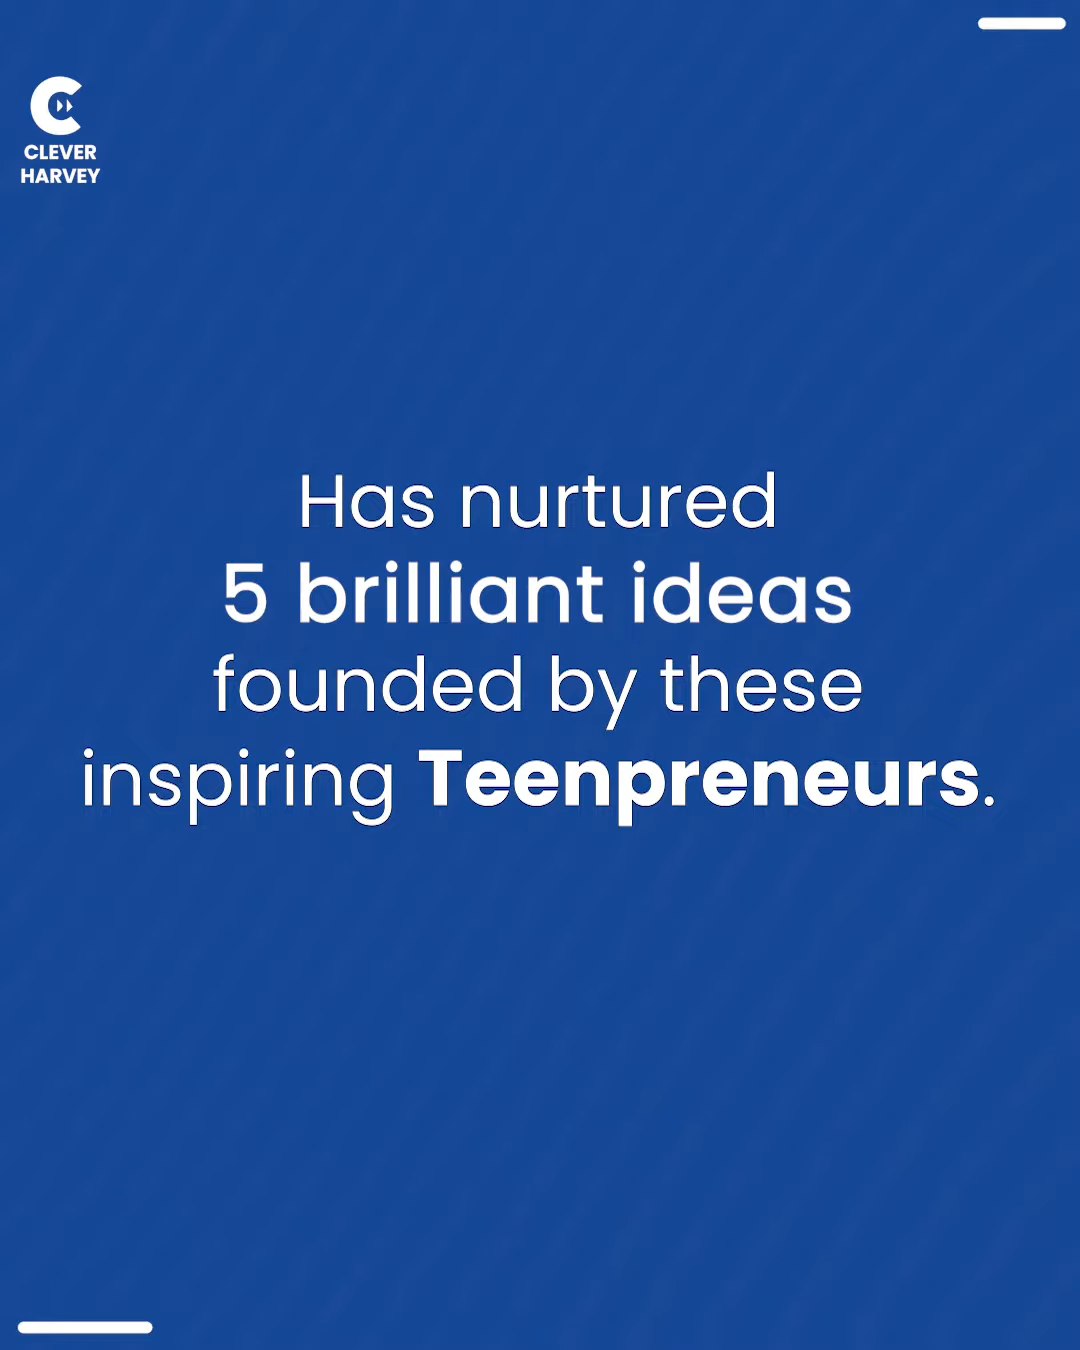 CLEVER
HARVEY
Has nurtured
5 brilliant ideas
founded by these
inspiring Teenpreneurs.